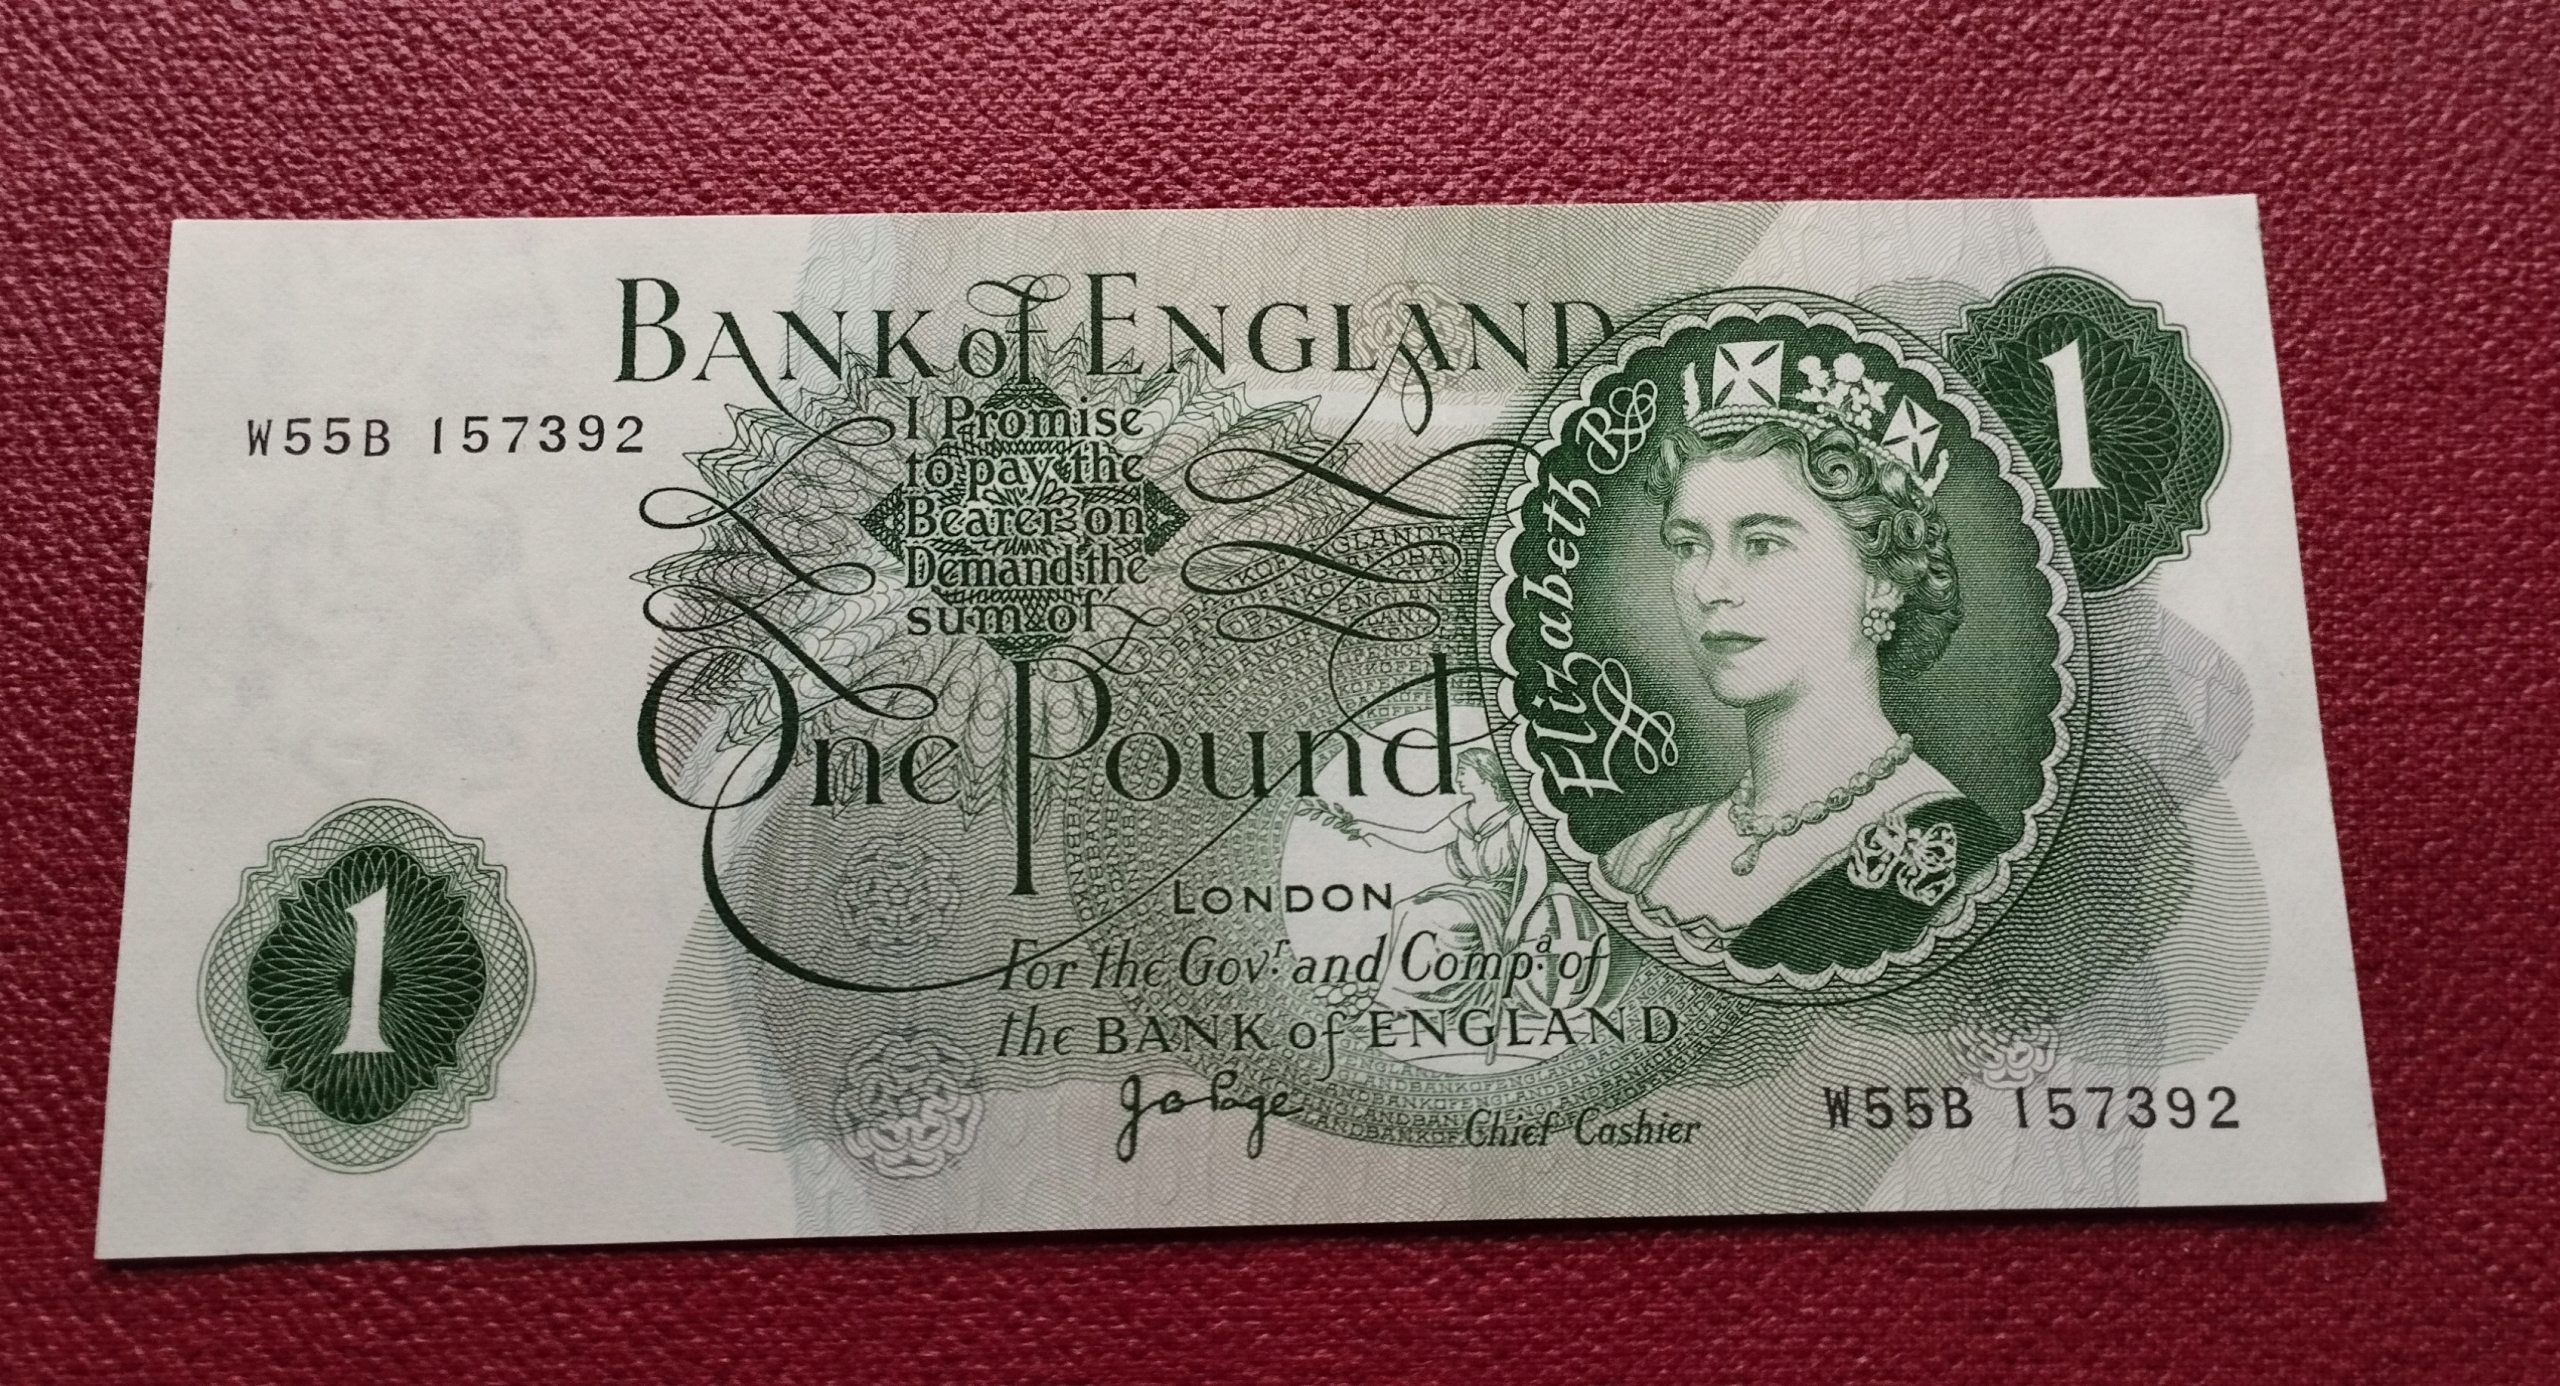 BANK of ENGLAND
W55B 157392
I Promise
to pay the
Bearer on
Demand the
sum of
One Pound
Elizabeth R
1
LONDON
For the Govr. and Compa. of
the BANK of ENGLAND
J B Page
Chief Cashier
1
W55B 157392